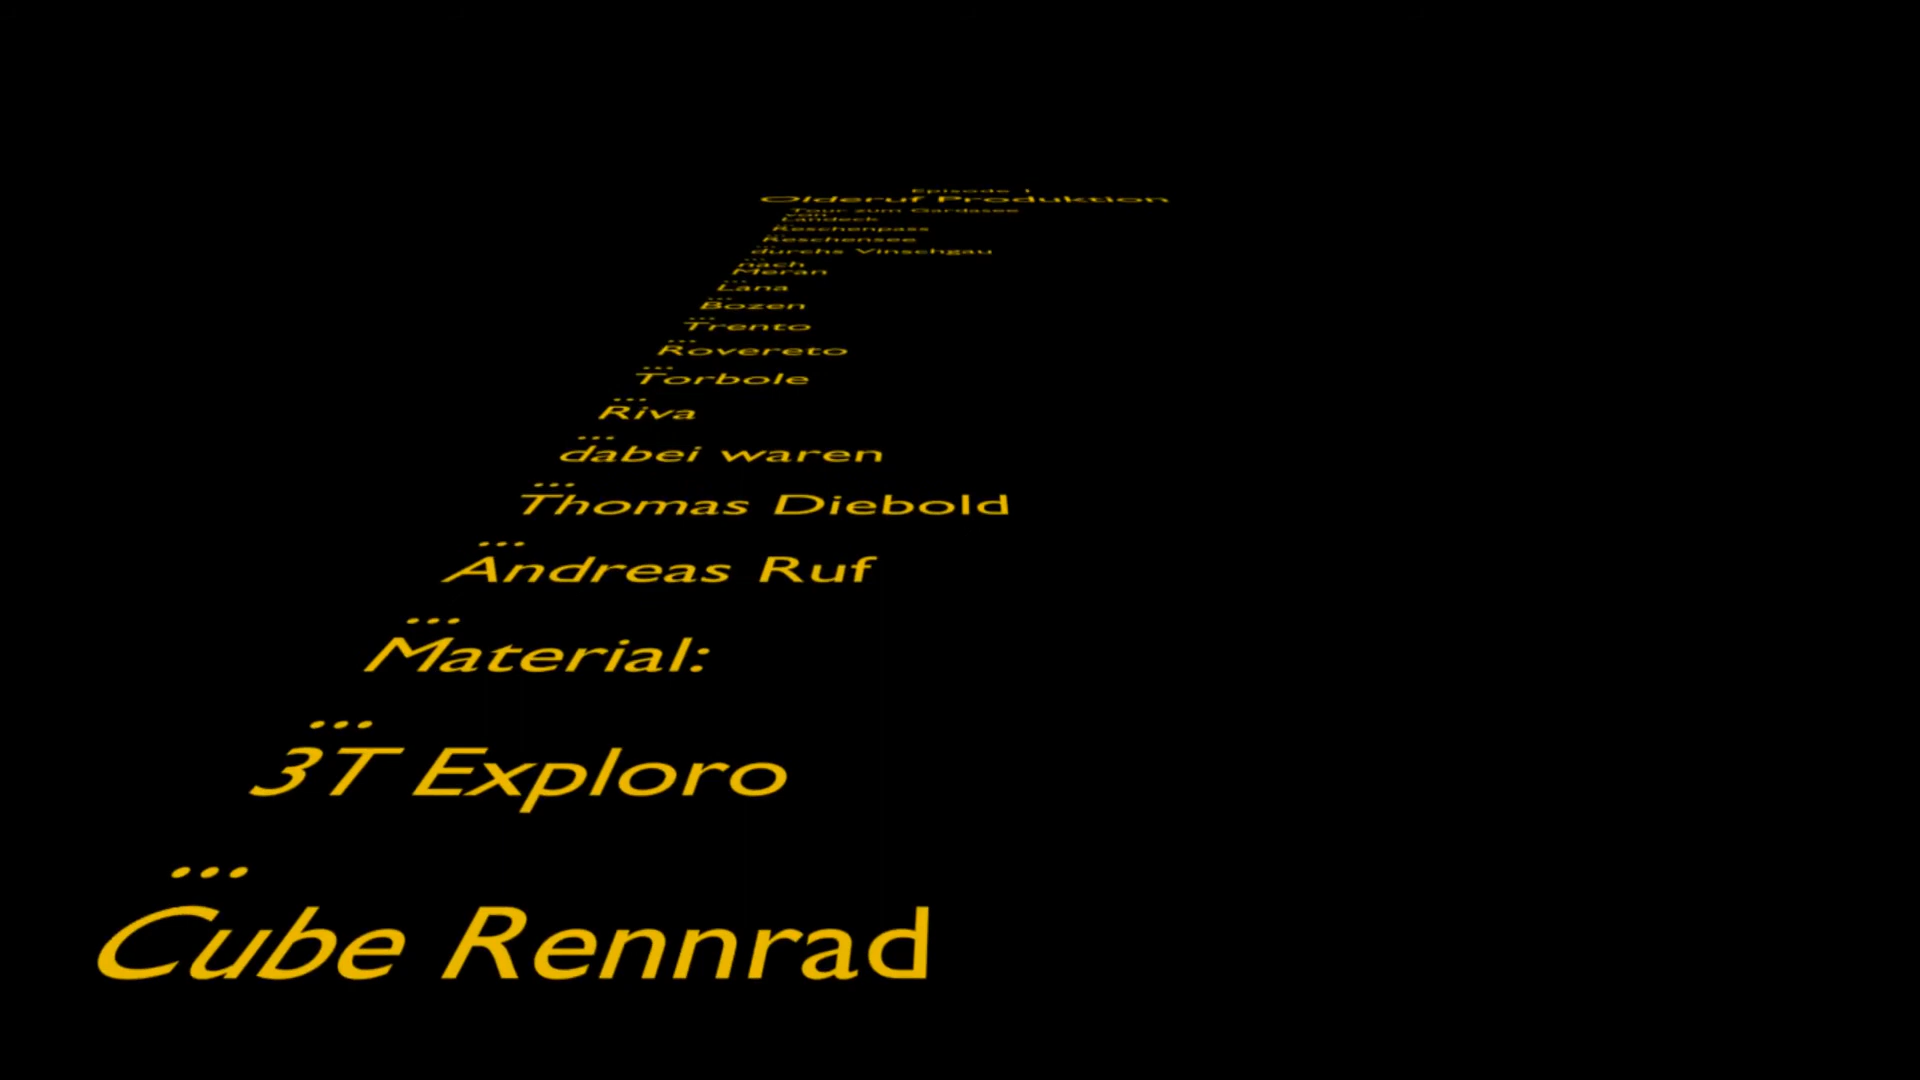 Episode 1
Olderuf Produktion
Tour zum Gardasee
von
Landeck
...
Reschenpass
...
Reschensee
...
durchs Vinschgau
...
nach
Meran
...
Lana
...
Bozen
...
Trento
...
Rovereto
...
Torbole
...
Riva
...
dabei waren
...
Thomas Diebold
...
Andreas Ruf
...
Material:
...
3T Exploro
...
Cube Rennrad